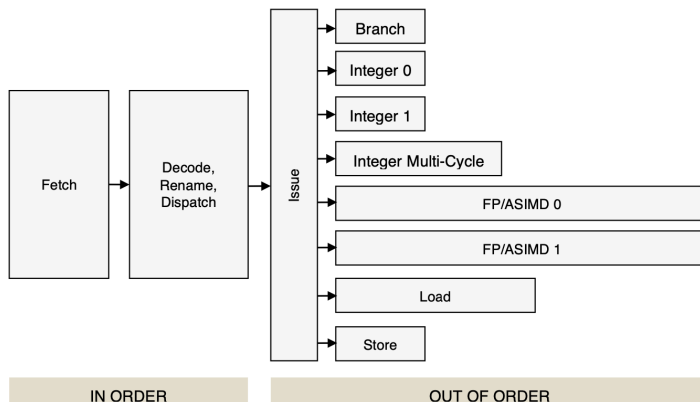 Fetch
Decode,
Rename,
Dispatch
Issue
Branch
Integer 0
Integer 1
Integer Multi-Cycle
FP/ASIMD 0
FP/ASIMD 1
Load
Store
IN ORDER
OUT OF ORDER